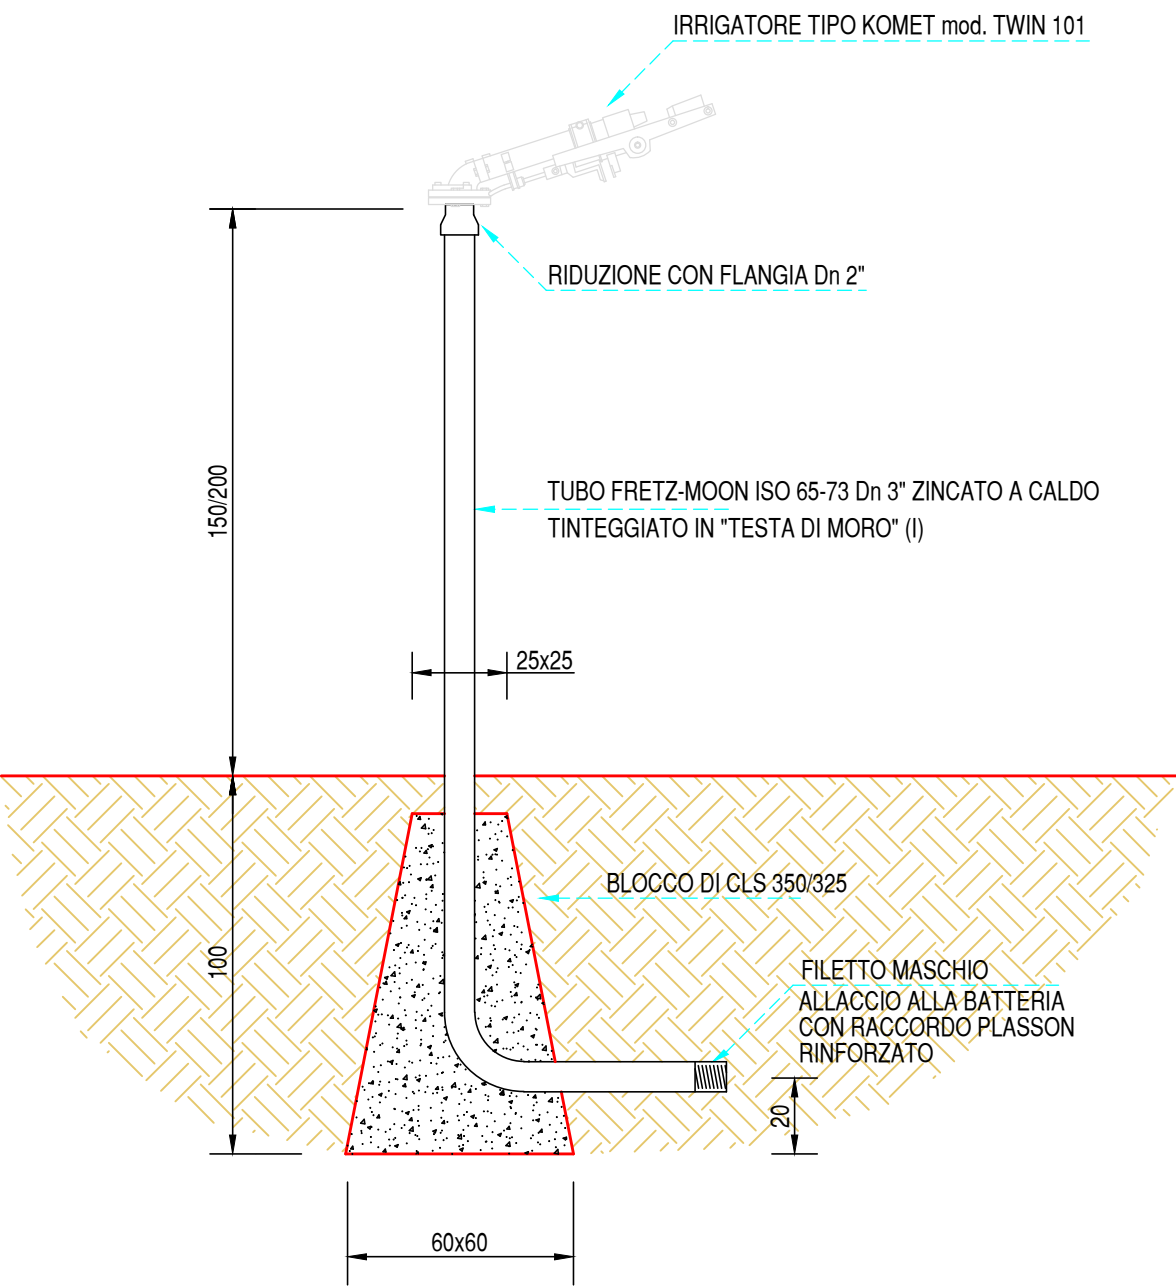 IRRIGATORE TIPO KOMET mod. TWIN 101
RIDUZIONE CON FLANGIA Dn 2"
150/200
TUBO FRETZ-MOON ISO 65-73 Dn 3" ZINCATO A CALDO
TINTEGGIATO IN "TESTA DI MORO" (I)
25x25
BLOCCO DI CLS 350/325
100
FILETTO MASCHIO
ALLACCIO ALLA BATTERIA
CON RACCORDO PLASSON
RINFORZATO
20
60x60